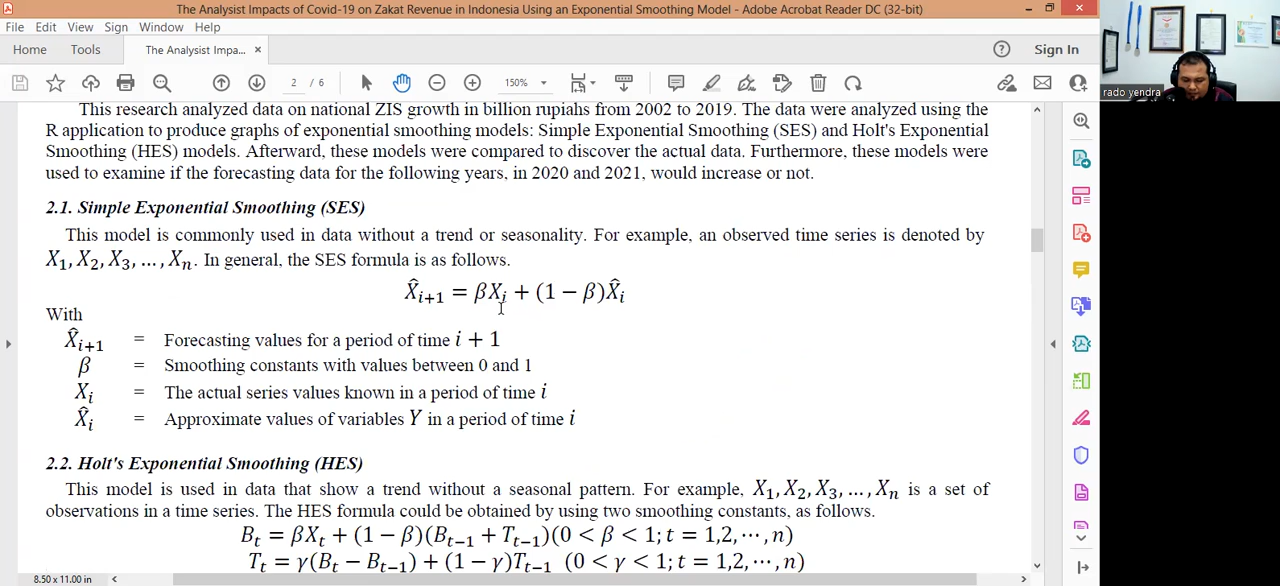 The Analysist Impacts of Covid-19 on Zakat Revenue in Indonesia Using an Exponential Smoothing Model - Adobe Acrobat Reader DC (32-bit)
File Edit View Sign Window Help
Home Tools The Analysist Impa... × Sign In
2 / 6 150%
rado yendra
This research analyzed data on national ZIS growth in billion rupiahs from 2002 to 2019. The data were analyzed using the
R application to produce graphs of exponential smoothing models: Simple Exponential Smoothing (SES) and Holt's Exponential
Smoothing (HES) models. Afterward, these models were compared to discover the actual data. Furthermore, these models were
used to examine if the forecasting data for the following years, in 2020 and 2021, would increase or not.
2.1. Simple Exponential Smoothing (SES)
This model is commonly used in data without a trend or seasonality. For example, an observed time series is denoted by
X₁, X₂, X₃, …, Xₙ. In general, the SES formula is as follows.
X̂ᵢ₊₁ = βXᵢ + (1 − β)X̂ᵢ
With
X̂ᵢ₊₁ = Forecasting values for a period of time i + 1
β = Smoothing constants with values between 0 and 1
Xᵢ = The actual series values known in a period of time i
X̂ᵢ = Approximate values of variables Y in a period of time i
2.2. Holt's Exponential Smoothing (HES)
This model is used in data that show a trend without a seasonal pattern. For example, X₁, X₂, X₃, …, Xₙ is a set of
observations in a time series. The HES formula could be obtained by using two smoothing constants, as follows.
Bₜ = βXₜ + (1 − β)(Bₜ₋₁ + Tₜ₋₁)(0 < β < 1; t = 1,2, ⋯, n)
Tₜ = γ(Bₜ − Bₜ₋₁) + (1 − γ)Tₜ₋₁ (0 < γ < 1; t = 1,2, ⋯, n)
8.50 x 11.00 in